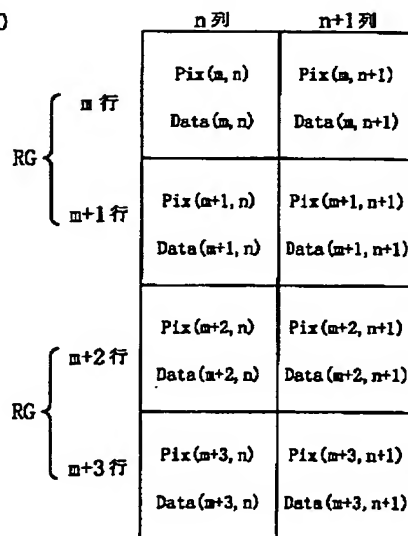 n列 n+1列
Pix(m, n) Pix(m, n+1)
m行
Data(m, n) Data(m, n+1)
RG
Pix(m+1, n) Pix(m+1, n+1)
m+1行
Data(m+1, n) Data(m+1, n+1)
Pix(m+2, n) Pix(m+2, n+1)
m+2行
Data(m+2, n) Data(m+2, n+1)
RG
Pix(m+3, n) Pix(m+3, n+1)
m+3行
Data(m+3, n) Data(m+3, n+1)